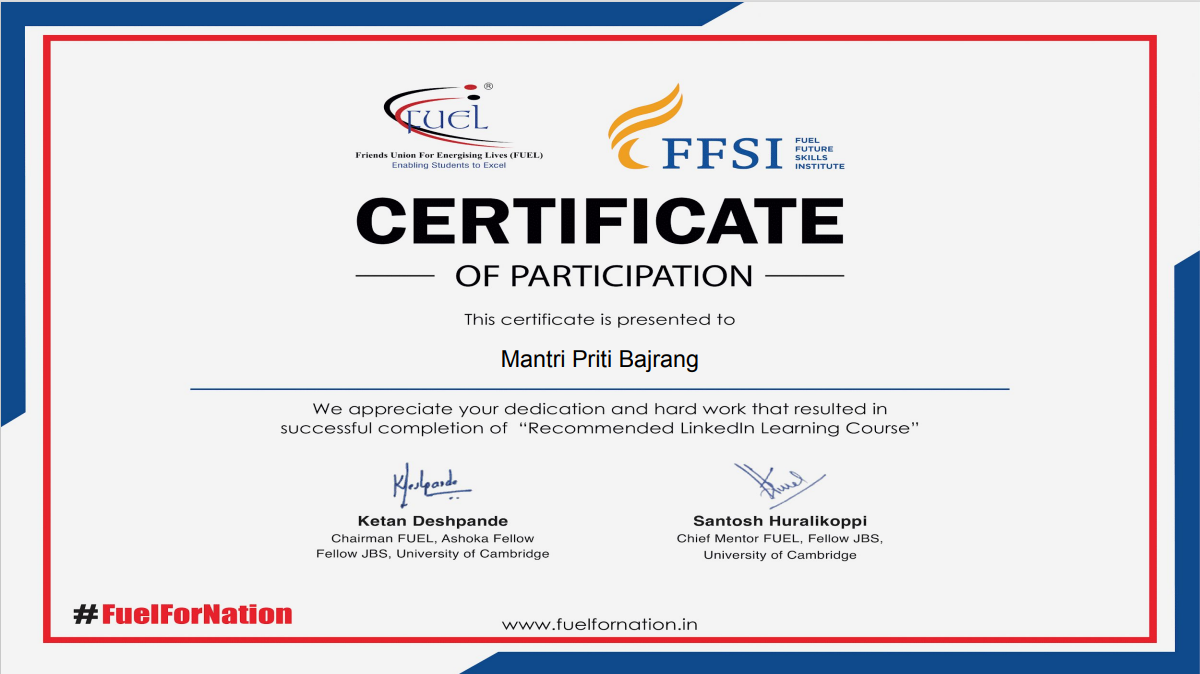 FUEL®
Friends Union For Energising Lives (FUEL)
Enabling Students to Excel
FFSI
FUEL
FUTURE
SKILLS
INSTITUTE
CERTIFICATE
OF PARTICIPATION
This certificate is presented to
Mantri Priti Bajrang
We appreciate your dedication and hard work that resulted in
successful completion of “Recommended LinkedIn Learning Course”
KDeshpande
Ketan Deshpande
Chairman FUEL, Ashoka Fellow
Fellow JBS, University of Cambridge
Santosh Huralikoppi
Chief Mentor FUEL, Fellow JBS,
University of Cambridge
#FuelForNation
www.fuelfornation.in